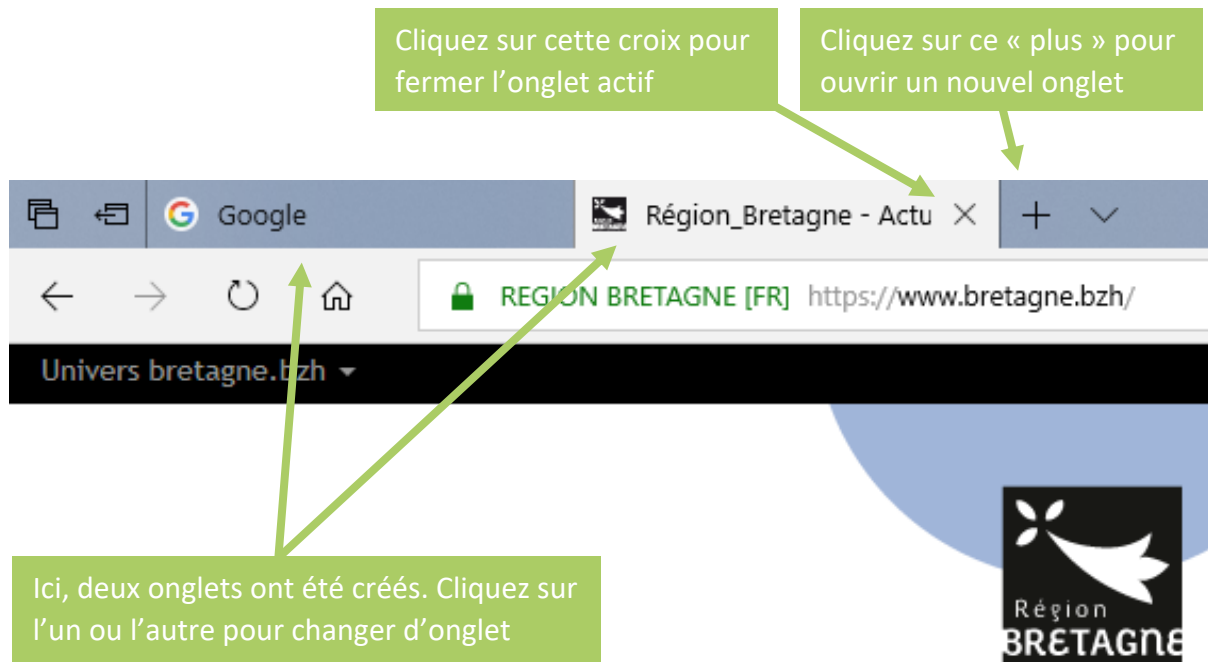 Cliquez sur cette croix pour
fermer l’onglet actif
Cliquez sur ce « plus » pour
ouvrir un nouvel onglet
Google
Région_Bretagne - Actu
REGION BRETAGNE [FR] https://www.bretagne.bzh/
Univers bretagne.bzh
Ici, deux onglets ont été créés. Cliquez sur
l’un ou l’autre pour changer d’onglet
Région
BRETAGNE